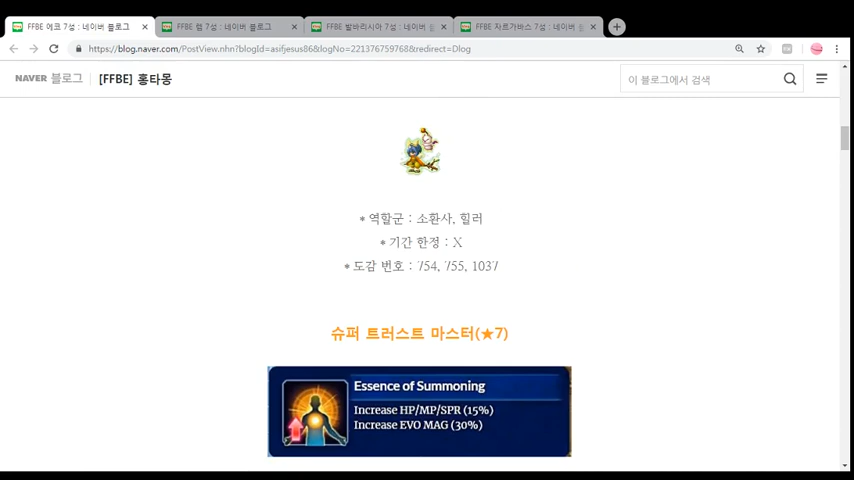 FFBE 에코 7성 : 네이버 블로그
FFBE 렘 7성 : 네이버 블로그
FFBE 발바리시아 7성 : 네이버 블
FFBE 자르가바스 7성 : 네이버 블
https://blog.naver.com/PostView.nhn?blogId=asifjesus86&logNo=221376759768&redirect=Dlog
NAVER 블로그
[FFBE] 홍타몽
이 블로그에서 검색
* 역할군 : 소환사, 힐러
* 기간 한정 : X
* 도감 번호 : 754, 755, 1037
슈퍼 트러스트 마스터(★7)
Essence of Summoning
Increase HP/MP/SPR (15%)
Increase EVO MAG (30%)